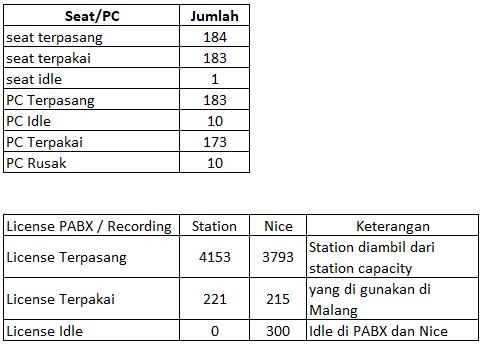 Seat/PC Jumlah
seat terpasang 184
seat terpakai 183
seat idle 1
PC Terpasang 183
PC Idle 10
PC Terpakai 173
PC Rusak 10
License PABX / Recording Station Nice Keterangan
License Terpasang 4153 3793 Station diambil dari
station capacity
License Terpakai 221 215 yang di gunakan di
Malang
License Idle 0 300 Idle di PABX dan Nice